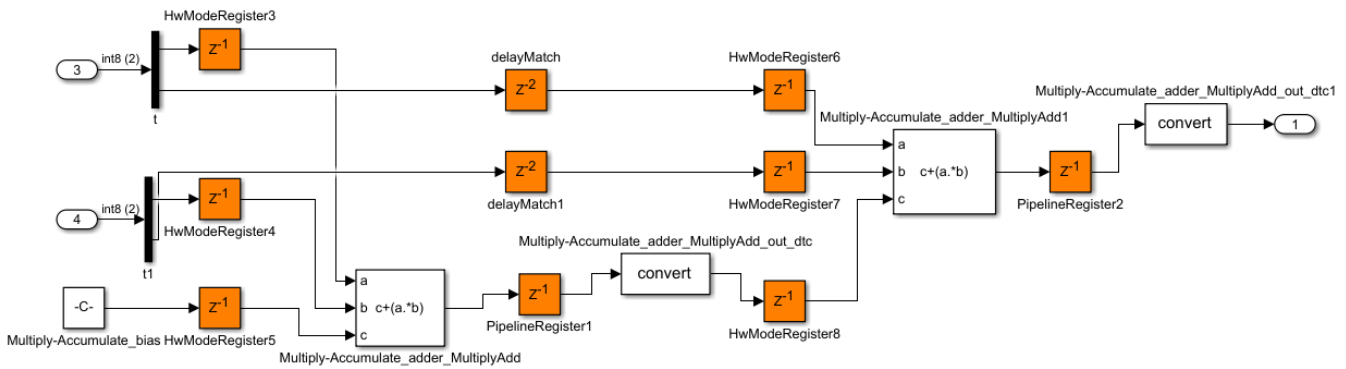 HwModeRegister3
Z-1
3
int8 (2)
t
delayMatch
Z-2
HwModeRegister6
Z-1
Multiply-Accumulate_adder_MultiplyAdd_out_dtc1
convert
1
Multiply-Accumulate_adder_MultiplyAdd1
a
b c+(a.*b)
c
Z-1
PipelineRegister2
Z-2
delayMatch1
Z-1
HwModeRegister7
4
int8 (2)
t1
Z-1
HwModeRegister4
Multiply-Accumulate_adder_MultiplyAdd_out_dtc
convert
a
b c+(a.*b)
c
Multiply-Accumulate_adder_MultiplyAdd
Z-1
PipelineRegister1
Z-1
HwModeRegister8
-C-
Multiply-Accumulate_bias
Z-1
HwModeRegister5